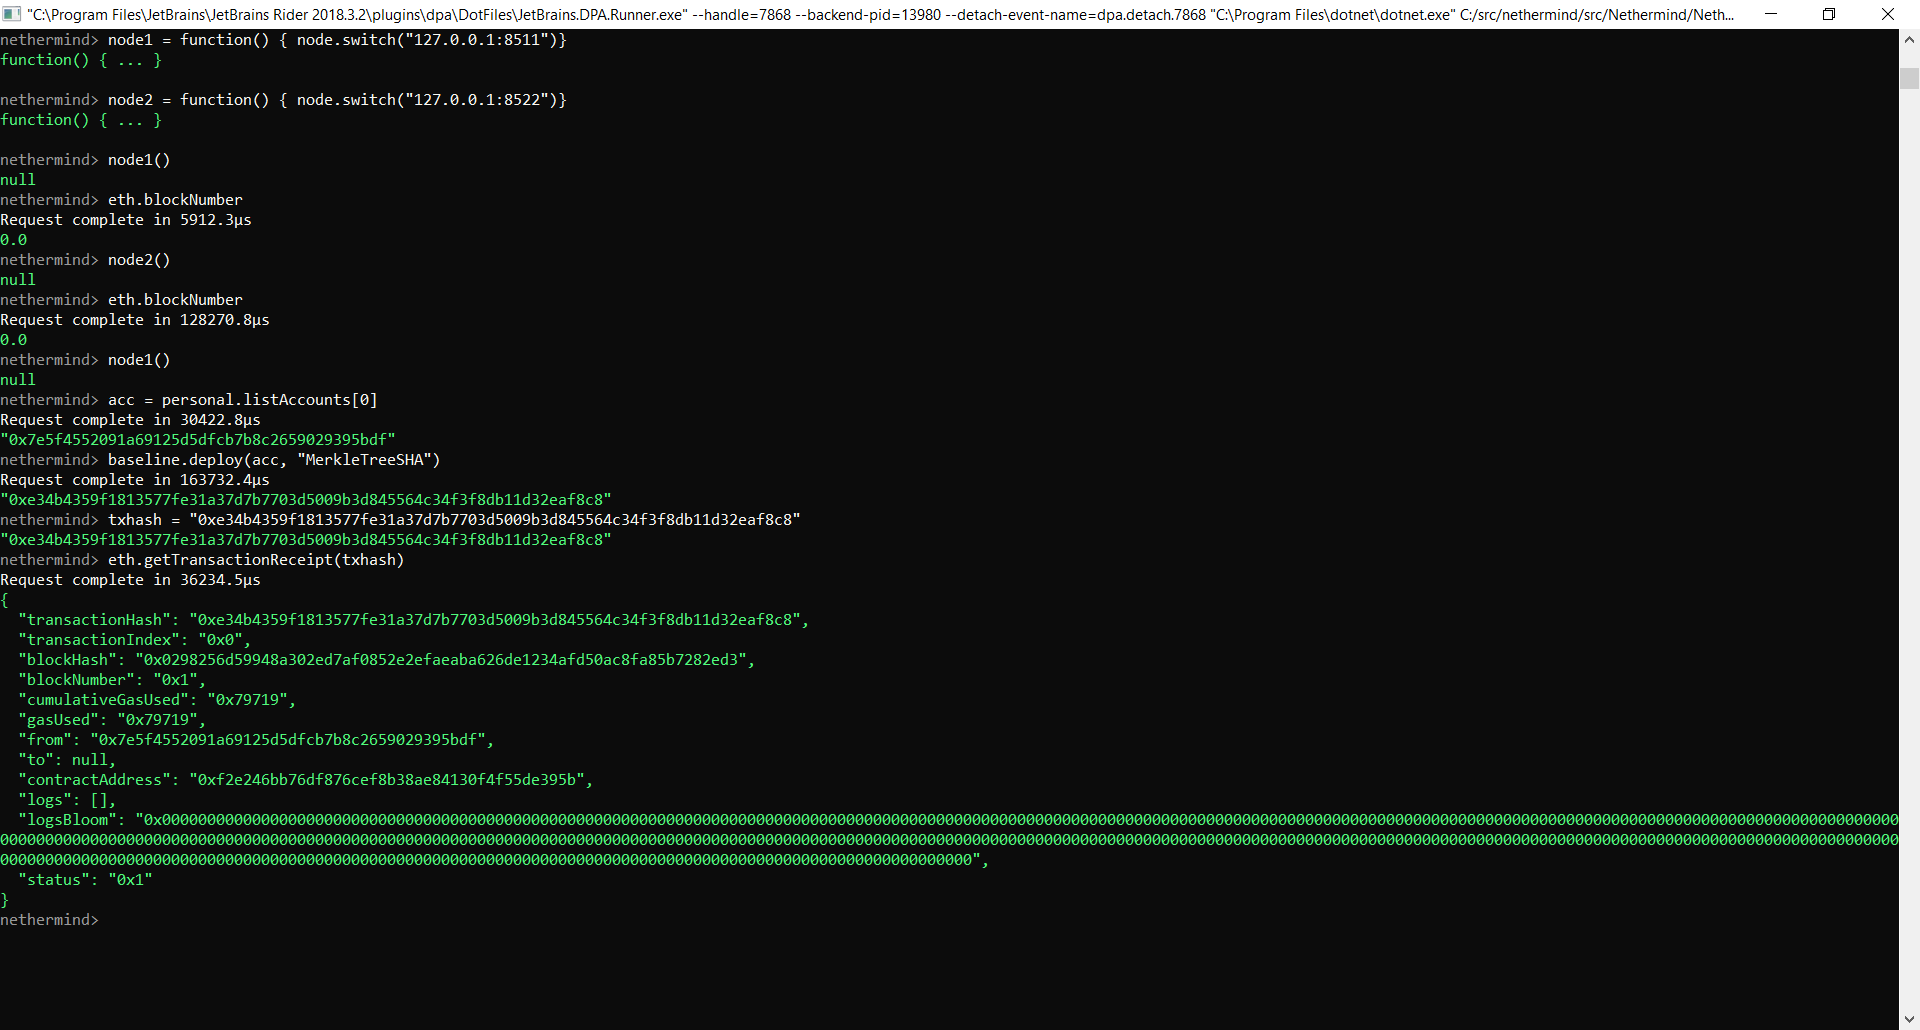 "C:\Program Files\JetBrains\JetBrains Rider 2018.3.2\plugins\dpa\DotFiles\JetBrains.DPA.Runner.exe" --handle=7868 --backend-pid=13980 --detach-event-name=dpa.detach.7868 "C:\Program Files\dotnet\dotnet.exe" C:/src/nethermind/src/Nethermind/Neth...
nethermind> node1 = function() { node.switch("127.0.0.1:8511")}
function() { ... }
nethermind> node2 = function() { node.switch("127.0.0.1:8522")}
function() { ... }
nethermind> node1()
null
nethermind> eth.blockNumber
Request complete in 5912.3μs
0.0
nethermind> node2()
null
nethermind> eth.blockNumber
Request complete in 128270.8μs
0.0
nethermind> node1()
null
nethermind> acc = personal.listAccounts[0]
Request complete in 30422.8μs
"0x7e5f4552091a69125d5dfcb7b8c2659029395bdf"
nethermind> baseline.deploy(acc, "MerkleTreeSHA")
Request complete in 163732.4μs
"0xe34b4359f1813577fe31a37d7b7703d5009b3d845564c34f3f8db11d32eaf8c8"
nethermind> txhash = "0xe34b4359f1813577fe31a37d7b7703d5009b3d845564c34f3f8db11d32eaf8c8"
"0xe34b4359f1813577fe31a37d7b7703d5009b3d845564c34f3f8db11d32eaf8c8"
nethermind> eth.getTransactionReceipt(txhash)
Request complete in 36234.5μs
{
  "transactionHash": "0xe34b4359f1813577fe31a37d7b7703d5009b3d845564c34f3f8db11d32eaf8c8",
  "transactionIndex": "0x0",
  "blockHash": "0x0298256d59948a302ed7af0852e2efaeaba626de1234afd50ac8fa85b7282ed3",
  "blockNumber": "0x1",
  "cumulativeGasUsed": "0x79719",
  "gasUsed": "0x79719",
  "from": "0x7e5f4552091a69125d5dfcb7b8c2659029395bdf",
  "to": null,
  "contractAddress": "0xf2e246bb76df876cef8b38ae84130f4f55de395b",
  "logs": [],
  "logsBloom": "0x0000000000000000000000000000000000000000000000000000000000000000000000000000000000000000000000000000000000000000000000000000000000000000000000000000000000000000000000000000000000000000000000000
0000000000000000000000000000000000000000000000000000000000000000000000000000000000000000000000000000000000000000000000000000000000000000000000000000000000000000000000000000000000000000000000000000000000000000000
000000000000000000000000000000000000000000000000000000000000000000000000000000000000000000000000000000000000",
  "status": "0x1"
}
nethermind>